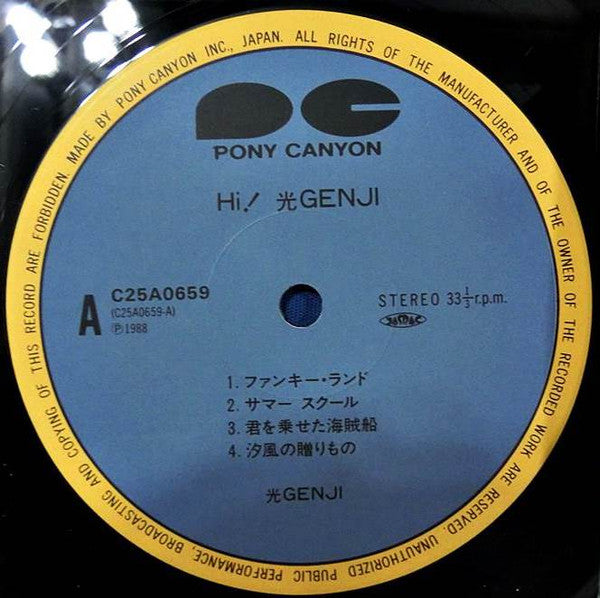 MADE BY PONY CANYON INC., JAPAN. ALL RIGHTS OF THE MANUFACTURER AND OF THE OWNER OF THE RECORDED WORK ARE RESERVED. UNAUTHORIZED PUBLIC PERFORMANCE, BROADCASTING AND COPYING OF THIS RECORD ARE FORBIDDEN.
PC
PONY CANYON
Hi! 光GENJI
A
C25A0659
(C25A0659-A)
Ⓟ1988
STEREO 33⅓r.p.m.
JASRAC
1. ファンキー・ランド
2. サマー スクール
3. 君を乗せた海賊船
4. 汐風の贈りもの
光GENJI